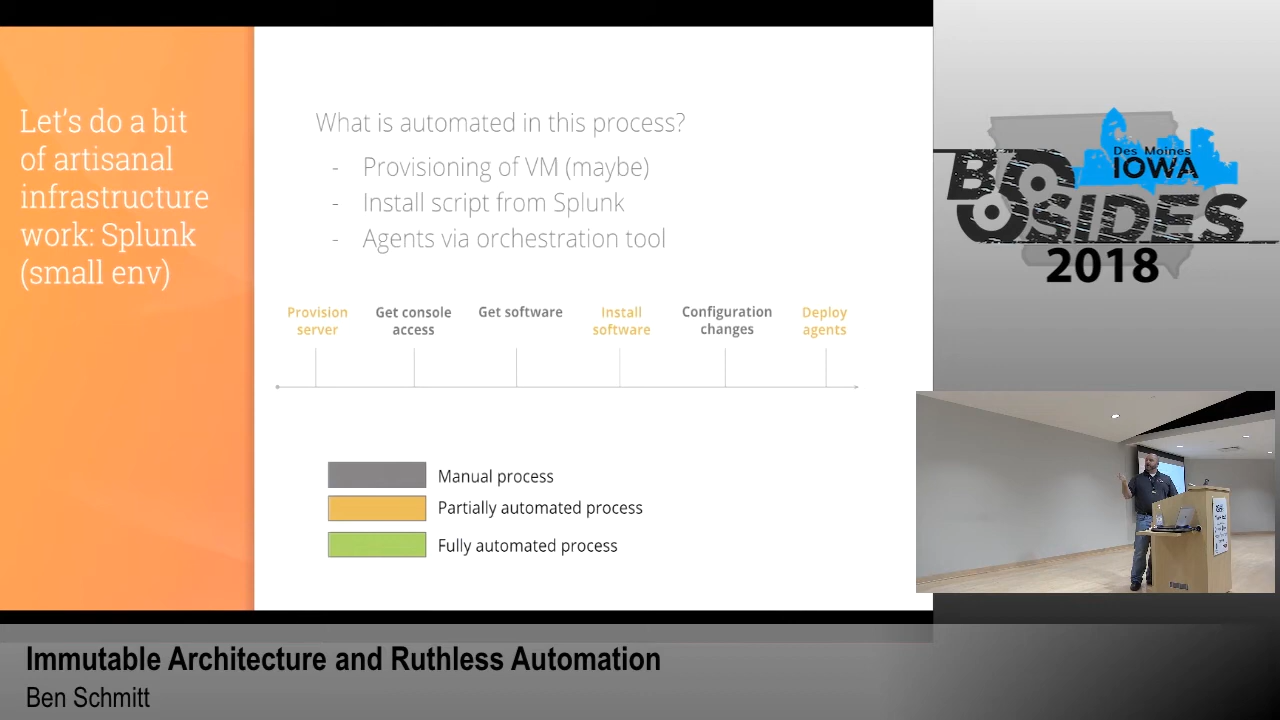 Let's do a bit
of artisanal
infrastructure
work: Splunk
(small env)
What is automated in this process?
- Provisioning of VM (maybe)
- Install script from Splunk
- Agents via orchestration tool
Provision
server
Get console
access
Get software
Install
software
Configuration
changes
Deploy
agents
Manual process
Partially automated process
Fully automated process
Des Moines
IOWA
BSIDES
2018
Immutable Architecture and Ruthless Automation
Ben Schmitt